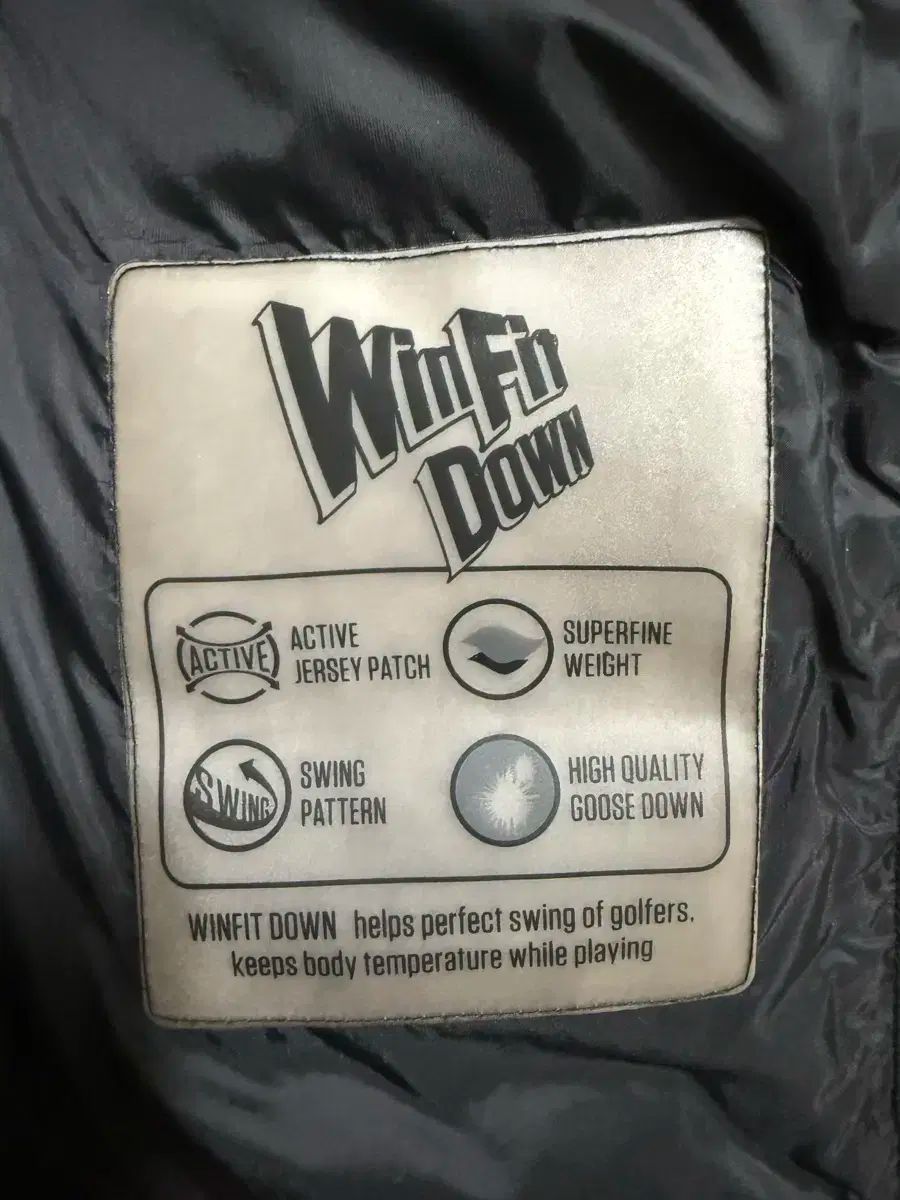 WinFit
DOWN
ACTIVE
ACTIVE
JERSEY PATCH
SUPERFINE
WEIGHT
SWING
SWING
PATTERN
HIGH QUALITY
GOOSE DOWN
WINFIT DOWN helps perfect swing of golfers.
keeps body temperature while playing